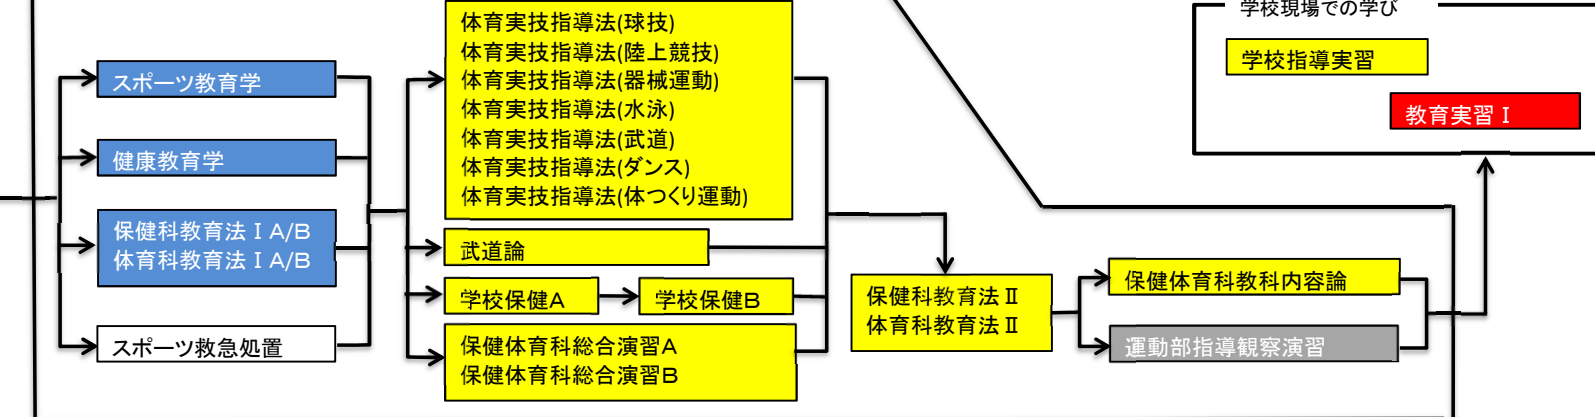 学校現場での学び
学校指導実習
教育実習Ⅰ
スポーツ教育学
健康教育学
保健科教育法ⅠA/B
体育科教育法ⅠA/B
スポーツ救急処置
体育実技指導法(球技)
体育実技指導法(陸上競技)
体育実技指導法(器械運動)
体育実技指導法(水泳)
体育実技指導法(武道)
体育実技指導法(ダンス)
体育実技指導法(体つくり運動)
武道論
学校保健A
学校保健B
保健体育科総合演習A
保健体育科総合演習B
保健科教育法Ⅱ
体育科教育法Ⅱ
保健体育科教科内容論
運動部指導観察演習